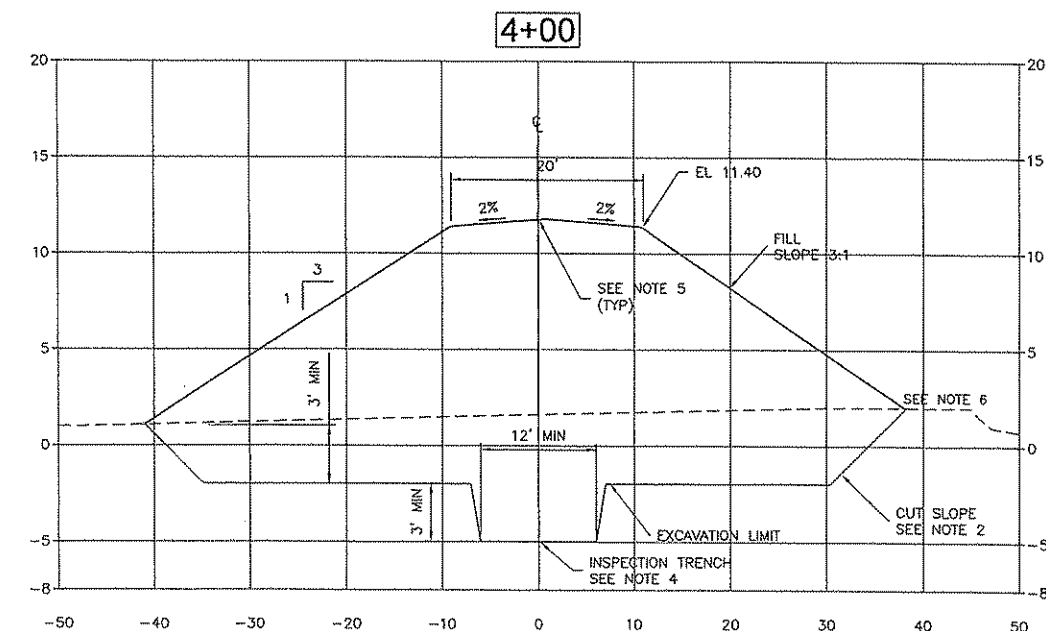 4+00
20
20
℄
15
15
20'
EL 11.40
2%
2%
FILL
SLOPE 3:1
10
10
3
1
SEE NOTE 5
(TYP)
5
5
3' MIN
SEE NOTE 6
12' MIN
0
0
3' MIN
CUT SLOPE
SEE NOTE 2
EXCAVATION LIMIT
-5
-5
INSPECTION TRENCH
SEE NOTE 4
-8
-8
-50
-40
-30
-20
-10
0
10
20
30
40
50